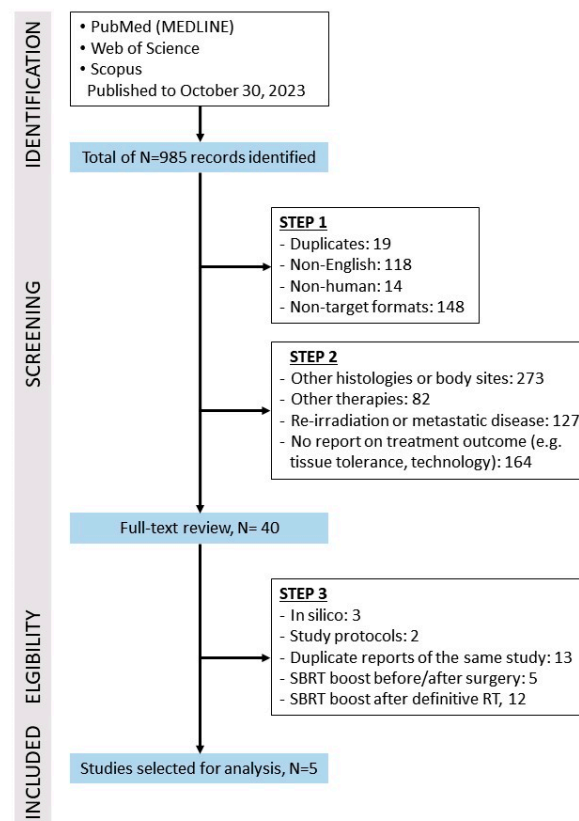 IDENTIFICATION
• PubMed (MEDLINE)
• Web of Science
• Scopus
Published to October 30, 2023
Total of N=985 records identified
SCREENING
STEP 1
- Duplicates: 19
- Non-English: 118
- Non-human: 14
- Non-target formats: 148
STEP 2
- Other histologies or body sites: 273
- Other therapies: 82
- Re-irradiation or metastatic disease: 127
- No report on treatment outcome (e.g.
tissue tolerance, technology): 164
Full-text review, N= 40
ELGIBILITY
STEP 3
- In silico: 3
- Study protocols: 2
- Duplicate reports of the same study: 13
- SBRT boost before/after surgery: 5
- SBRT boost after definitive RT, 12
INCLUDED
Studies selected for analysis, N=5